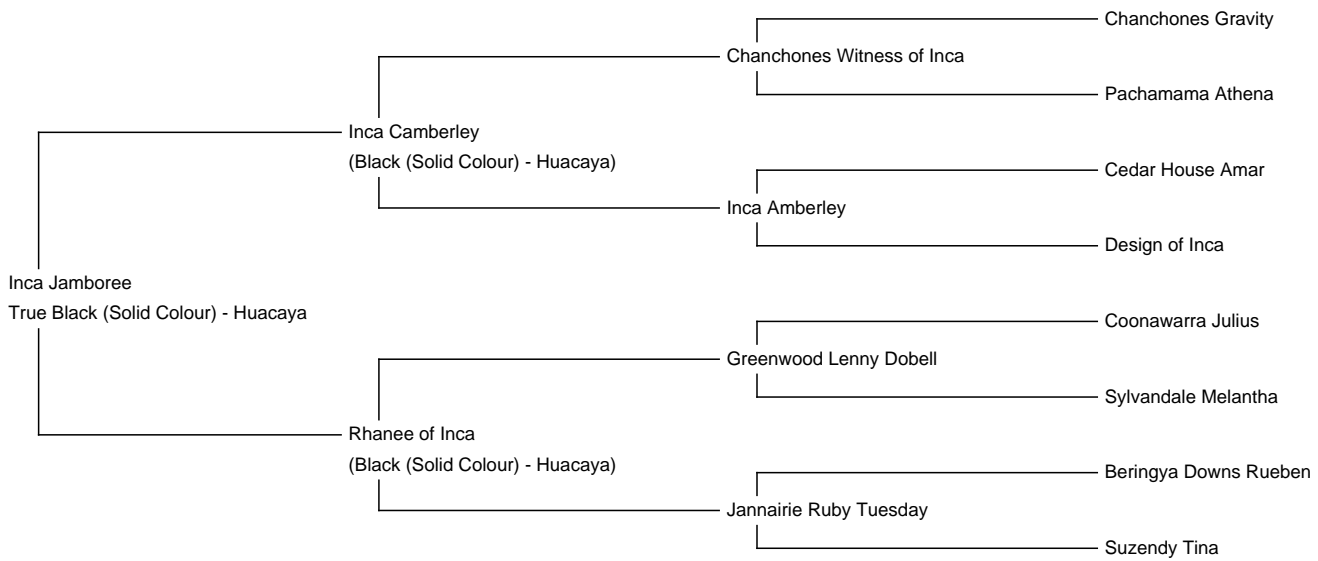 Chanchones Gravity
Chanchones Witness of Inca
Pachamama Athena
Inca Camberley
(Black (Solid Colour) - Huacaya)
Cedar House Amar
Inca Amberley
Design of Inca
Inca Jamboree
True Black (Solid Colour) - Huacaya
Coonawarra Julius
Greenwood Lenny Dobell
Sylvandale Melantha
Rhanee of Inca
(Black (Solid Colour) - Huacaya)
Beringya Downs Rueben
Jannairie Ruby Tuesday
Suzendy Tina